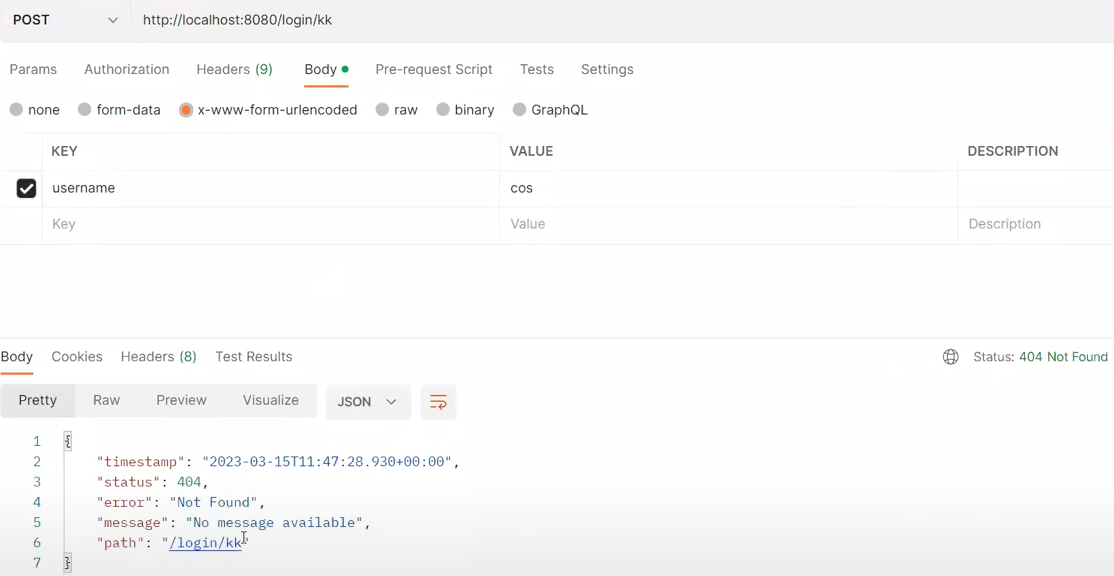 POST http://localhost:8080/login/kk
Params Authorization Headers (9) Body Pre-request Script Tests Settings
none form-data x-www-form-urlencoded raw binary GraphQL
KEY VALUE DESCRIPTION
username cos
Key Value Description
Body Cookies Headers (8) Test Results Status: 404 Not Found
Pretty Raw Preview Visualize JSON
1 {
2 "timestamp": "2023-03-15T11:47:28.930+00:00",
3 "status": 404,
4 "error": "Not Found",
5 "message": "No message available",
6 "path": "/login/kk"
7 }